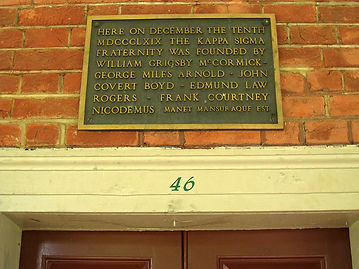 HERE ON DECEMBER THE TENTH
MDCCCLXIX THE KAPPA SIGMA
FRATERNITY WAS FOUNDED BY
WILLIAM GRIGSBY McCORMICK-
GEORGE MILES ARNOLD - JOHN
COVERT BOYD - EDMUND LAW
ROGERS - FRANK COURTNEY
NICODEMUS MANET MANSURAQUE EST
46